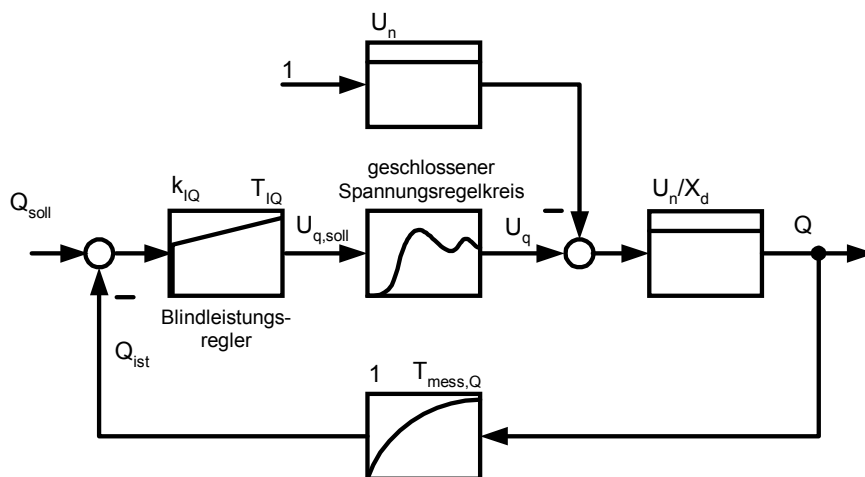 U_n
1
geschlossener
Spannungsregelkreis
k_IQ T_IQ
U_n/X_d
Q_soll
U_q,soll
U_q
Q
–
–
Blindleistungs-
regler
Q_ist
1 T_mess,Q